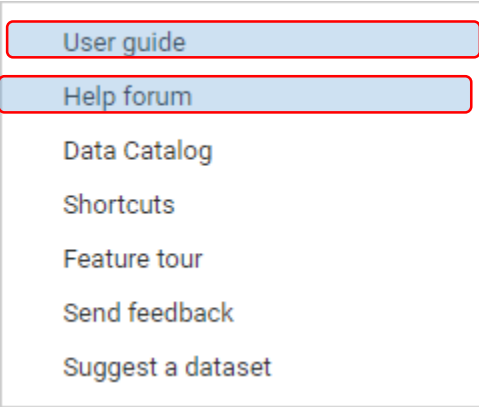 User guide
Help forum
Data Catalog
Shortcuts
Feature tour
Send feedback
Suggest a dataset